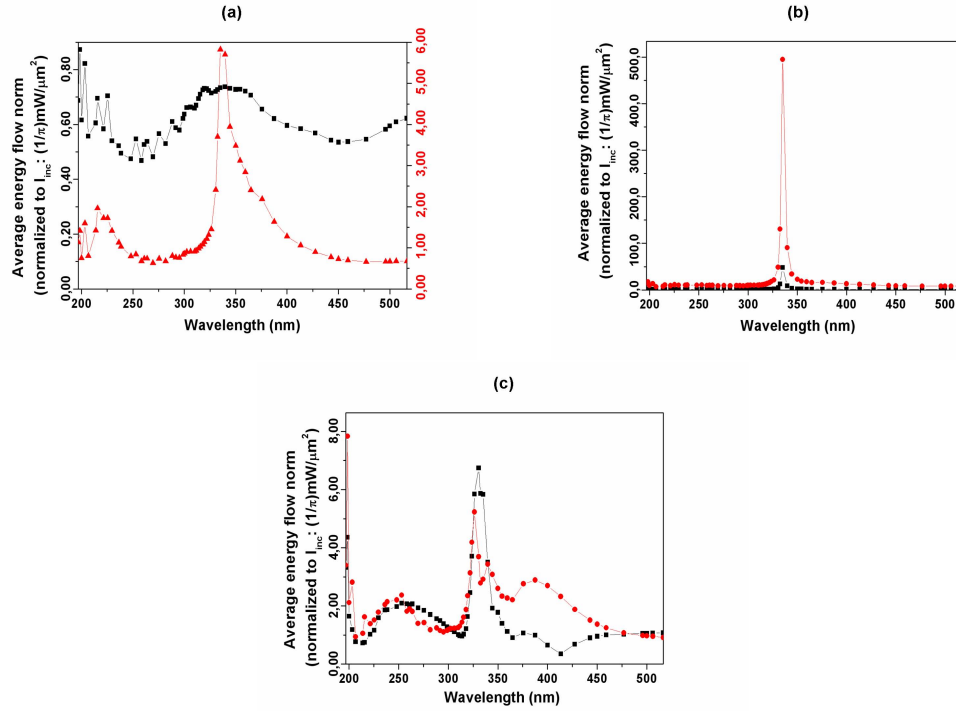 (a)
Average energy flow norm
(normalized to I_inc: (1/π)mW/μm²)
0,00 0,20 0,40 0,60 0,80
0,00 1,00 2,00 3,00 4,00 5,00 6,00
200 250 300 350 400 450 500
Wavelength (nm)
(b)
Average energy flow norm
(normalized to I_inc: (1/π)mW/μm²)
0,00 100,0 200,0 300,0 400,0 500,0
200 250 300 350 400 450 500
Wavelength (nm)
(c)
Average energy flow norm
(normalized to I_inc: (1/π)mW/μm²)
0,00 2,00 4,00 6,00 8,00
200 250 300 350 400 450 500
Wavelength (nm)